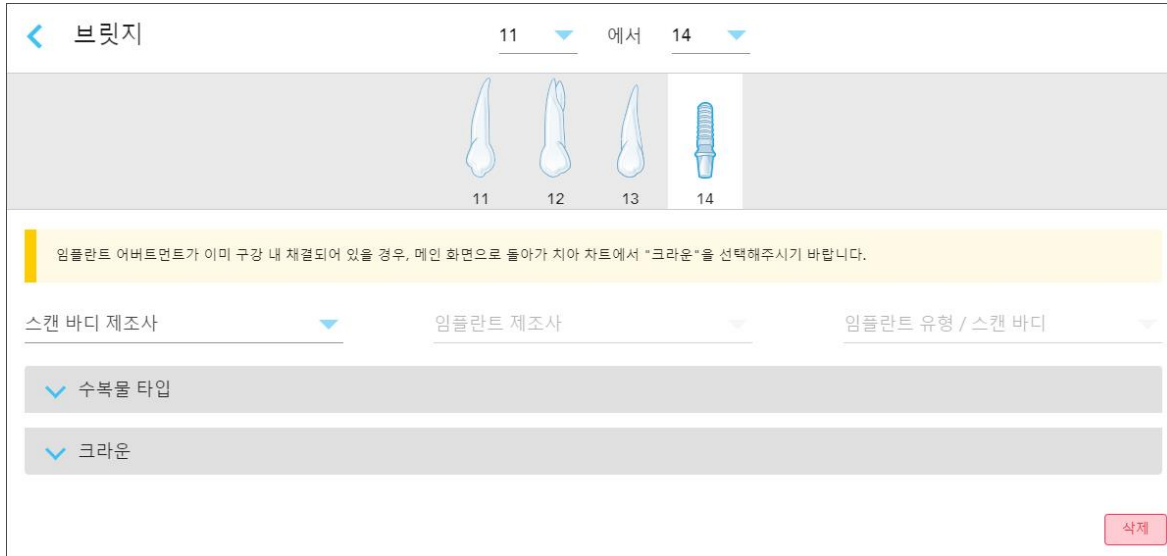 브릿지
11 에서 14
11 12 13 14
임플란트 어버트먼트가 이미 구강 내 채결되어 있을 경우, 메인 화면으로 돌아가 치아 차트에서 "크라운"을 선택해주시기 바랍니다.
스캔 바디 제조사 임플란트 제조사 임플란트 유형 / 스캔 바디
수복물 타입
크라운
삭제